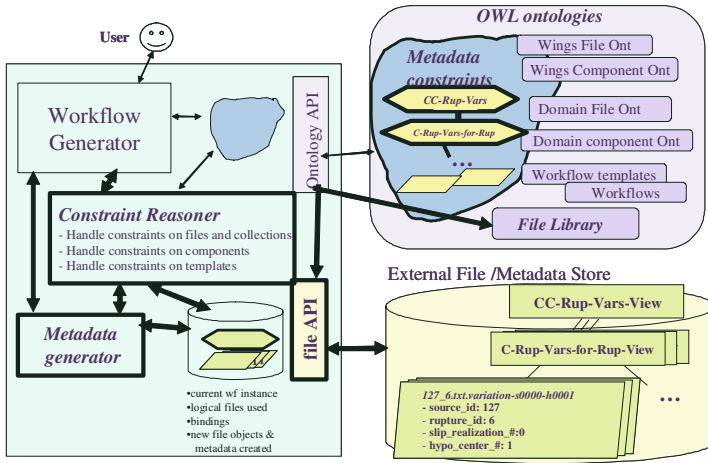 User
Workflow
Generator
Ontology API
Constraint Reasoner
- Handle constraints on files and collections
- Handle constraints on components
- Handle constraints on templates
Metadata
generator
file API
•current wf instance
•logical files used
•bindings
•new file objects &
metadata created
OWL ontologies
Metadata
constraints
CC-Rup-Vars
C-Rup-Vars-for-Rup
...
Wings File Ont
Wings Component Ont
Domain File Ont
Domain component Ont
Workflow templates
Workflows
File Library
External File /Metadata Store
CC-Rup-Vars-View
C-Rup-Vars-for-Rup-View
127_6.txt.variation-s0000-h0001
- source_id: 127
- rupture_id: 6
- slip_realization_#:0
- hypo_center_#: 1
...